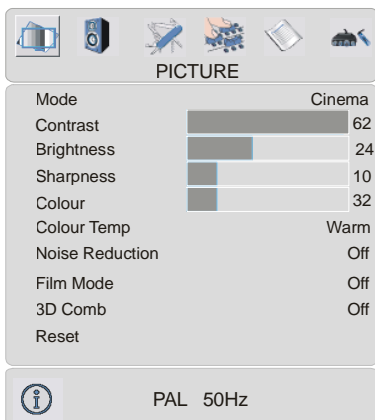 PICTURE
Mode Cinema
Contrast 62
Brightness 24
Sharpness 10
Colour 32
Colour Temp Warm
Noise Reduction Off
Film Mode Off
3D Comb Off
Reset
PAL 50Hz